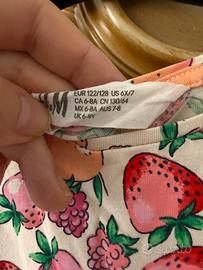 H&M
EUR 122/128 US 6X/7
CA 6-8A CN 130/64
MX 6-8A AUS 7-8
UK 6-8Y